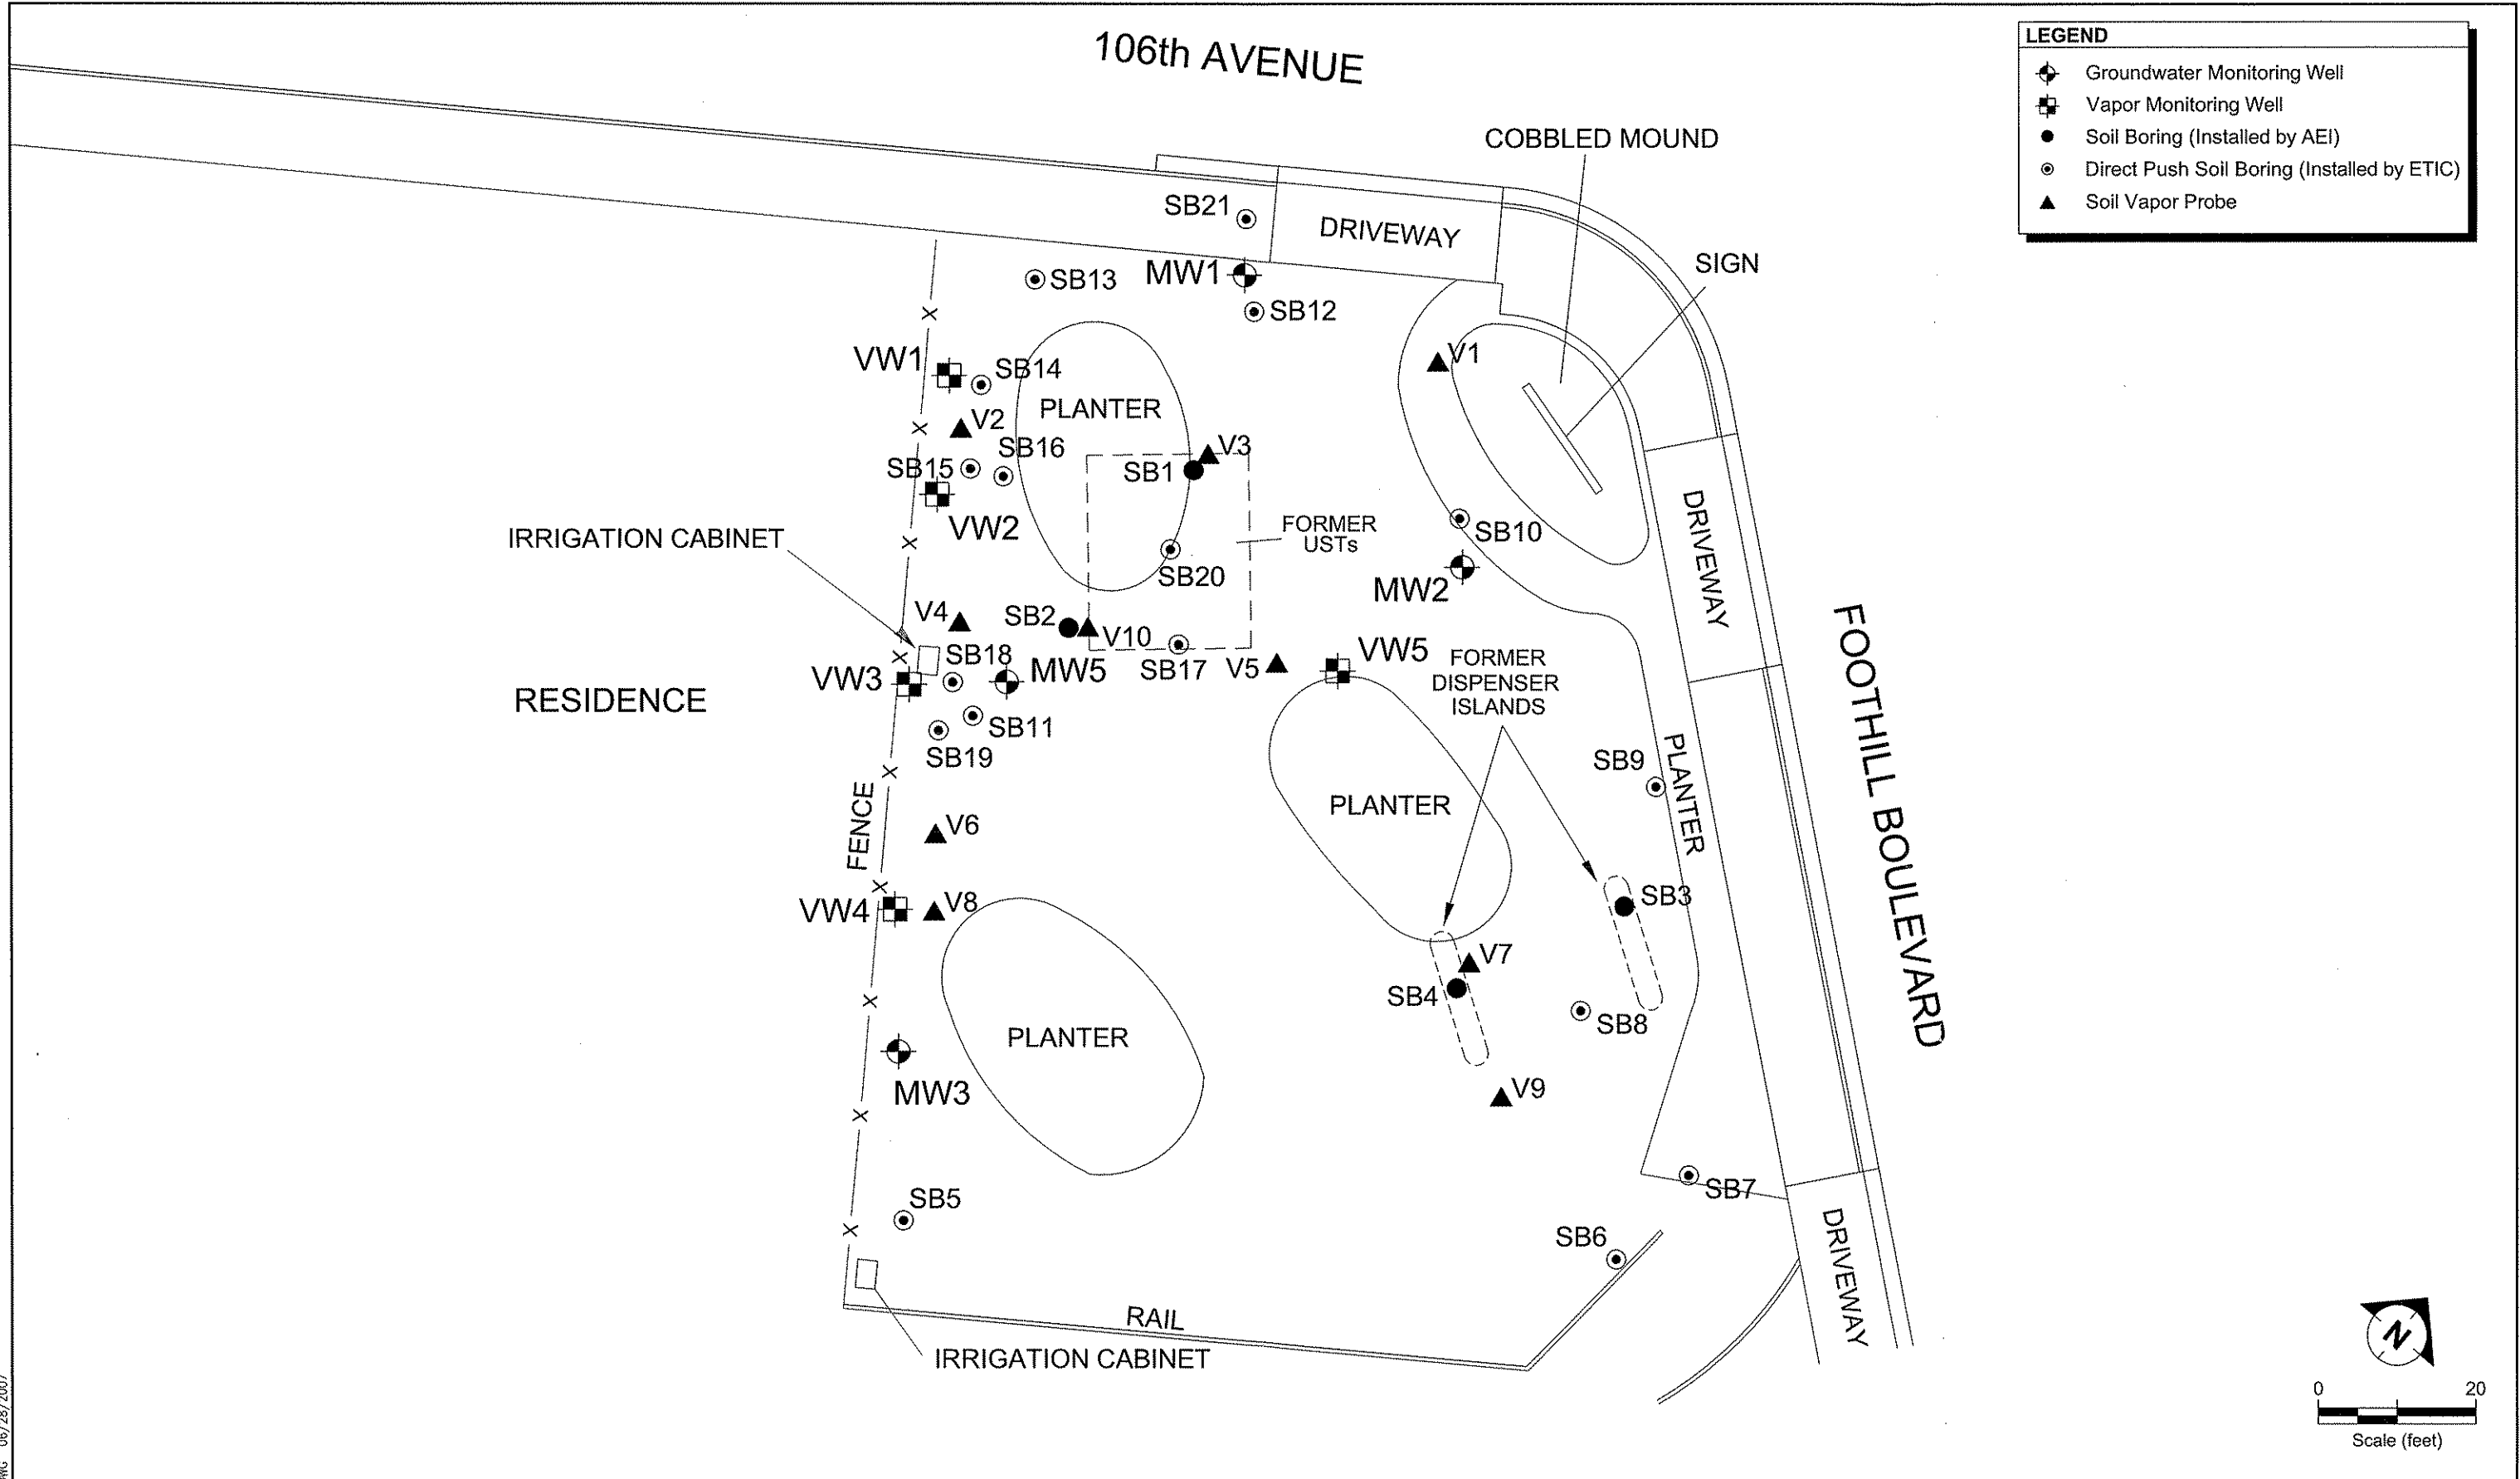 106th AVENUE
LEGEND
Groundwater Monitoring Well
Vapor Monitoring Well
Soil Boring (Installed by AEI)
Direct Push Soil Boring (Installed by ETIC)
Soil Vapor Probe
COBBLED MOUND
SB21
DRIVEWAY
SIGN
MW1
SB13
SB12
VW1
SB14
V1
PLANTER
V2
SB16
V3
SB15
SB1
VW2
FORMER
USTs
SB10
DRIVEWAY
IRRIGATION CABINET
SB20
MW2
V4
SB2
V10
FOOTHILL BOULEVARD
SB18
VW3
MW5
SB17
V5
VW5
FORMER
DISPENSER
ISLANDS
RESIDENCE
SB11
SB19
SB9
PLANTER
FENCE
V6
PLANTER
VW4
V8
SB3
V7
SB4
SB8
PLANTER
MW3
V9
SB7
SB5
SB6
DRIVEWAY
RAIL
IRRIGATION CABINET
N
0 20
Scale (feet)
06/28/2007